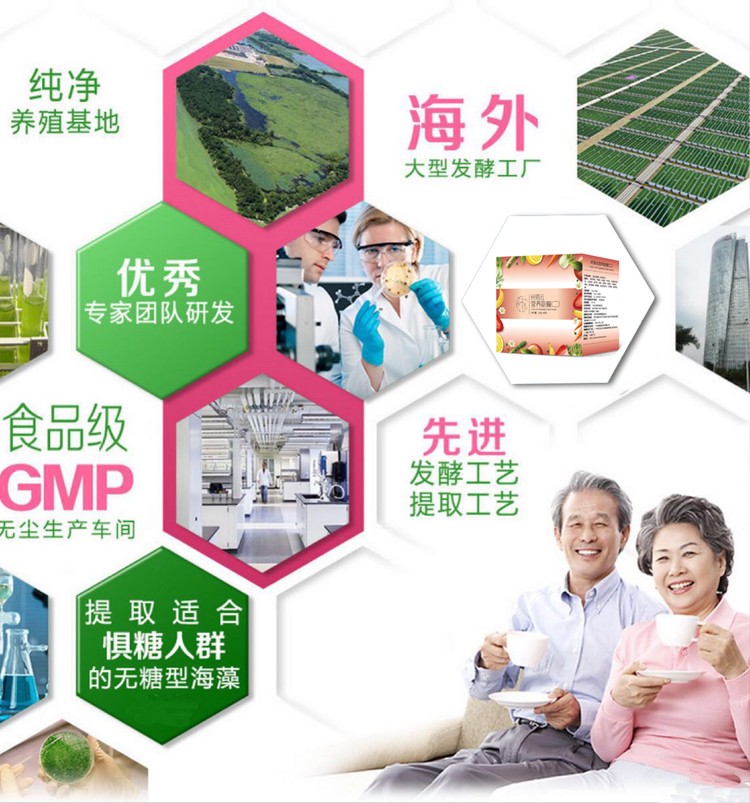 纯净
养殖基地
海外
大型发酵工厂
优秀
专家团队研发
食品级
GMP
无尘生产车间
先进
发酵工艺
提取工艺
提取适合
惧糖人群
的无糖型海藻